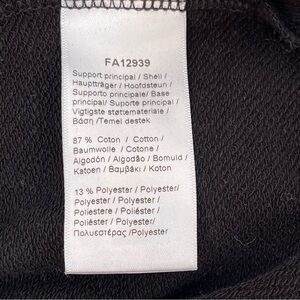 FA12939
Support principal / Shell /
Hauptträger / Hoofdsteun /
Supporto principale/ Base
principal/ Suporte principal /
Vigtigste støttemateriale /
Βάση /Temel destek
87 % Coton / Cotton /
Baumwolle / Cotone /
Algodón / Algodão / Bomuld /
Katoen / Βαμβάκι / Koton
13 % Polyester / Polyester/
Polyester / Polyester /
Poliestere / Poliéster /
Poliéster / Polyester /
Πολυεστέρας /Polyester